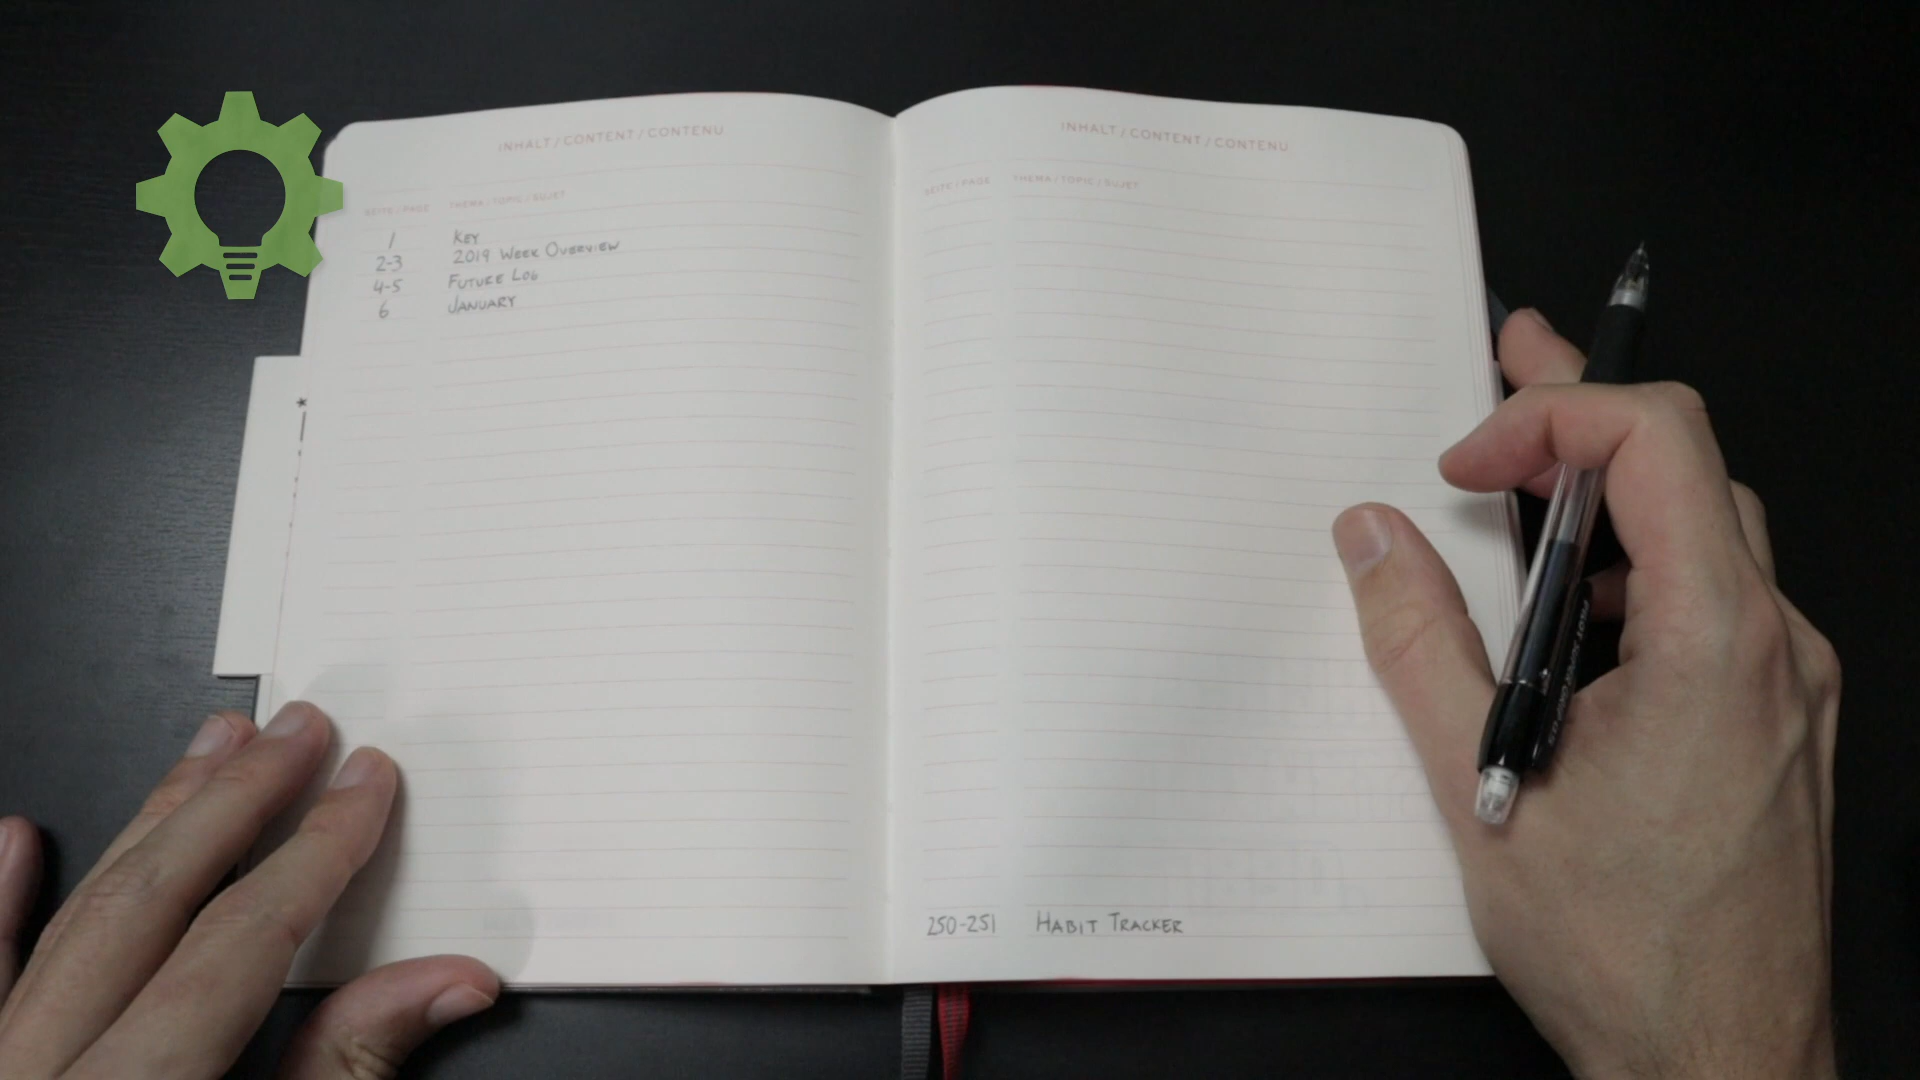 INHALT / CONTENT / CONTENU
SEITE / PAGE THEMA / TOPIC / SUJET
1 KEY
2-3 2019 WEEK OVERVIEW
4-5 FUTURE LOG
6 JANUARY
INHALT / CONTENT / CONTENU
SEITE / PAGE THEMA / TOPIC / SUJET
250-251 HABIT TRACKER